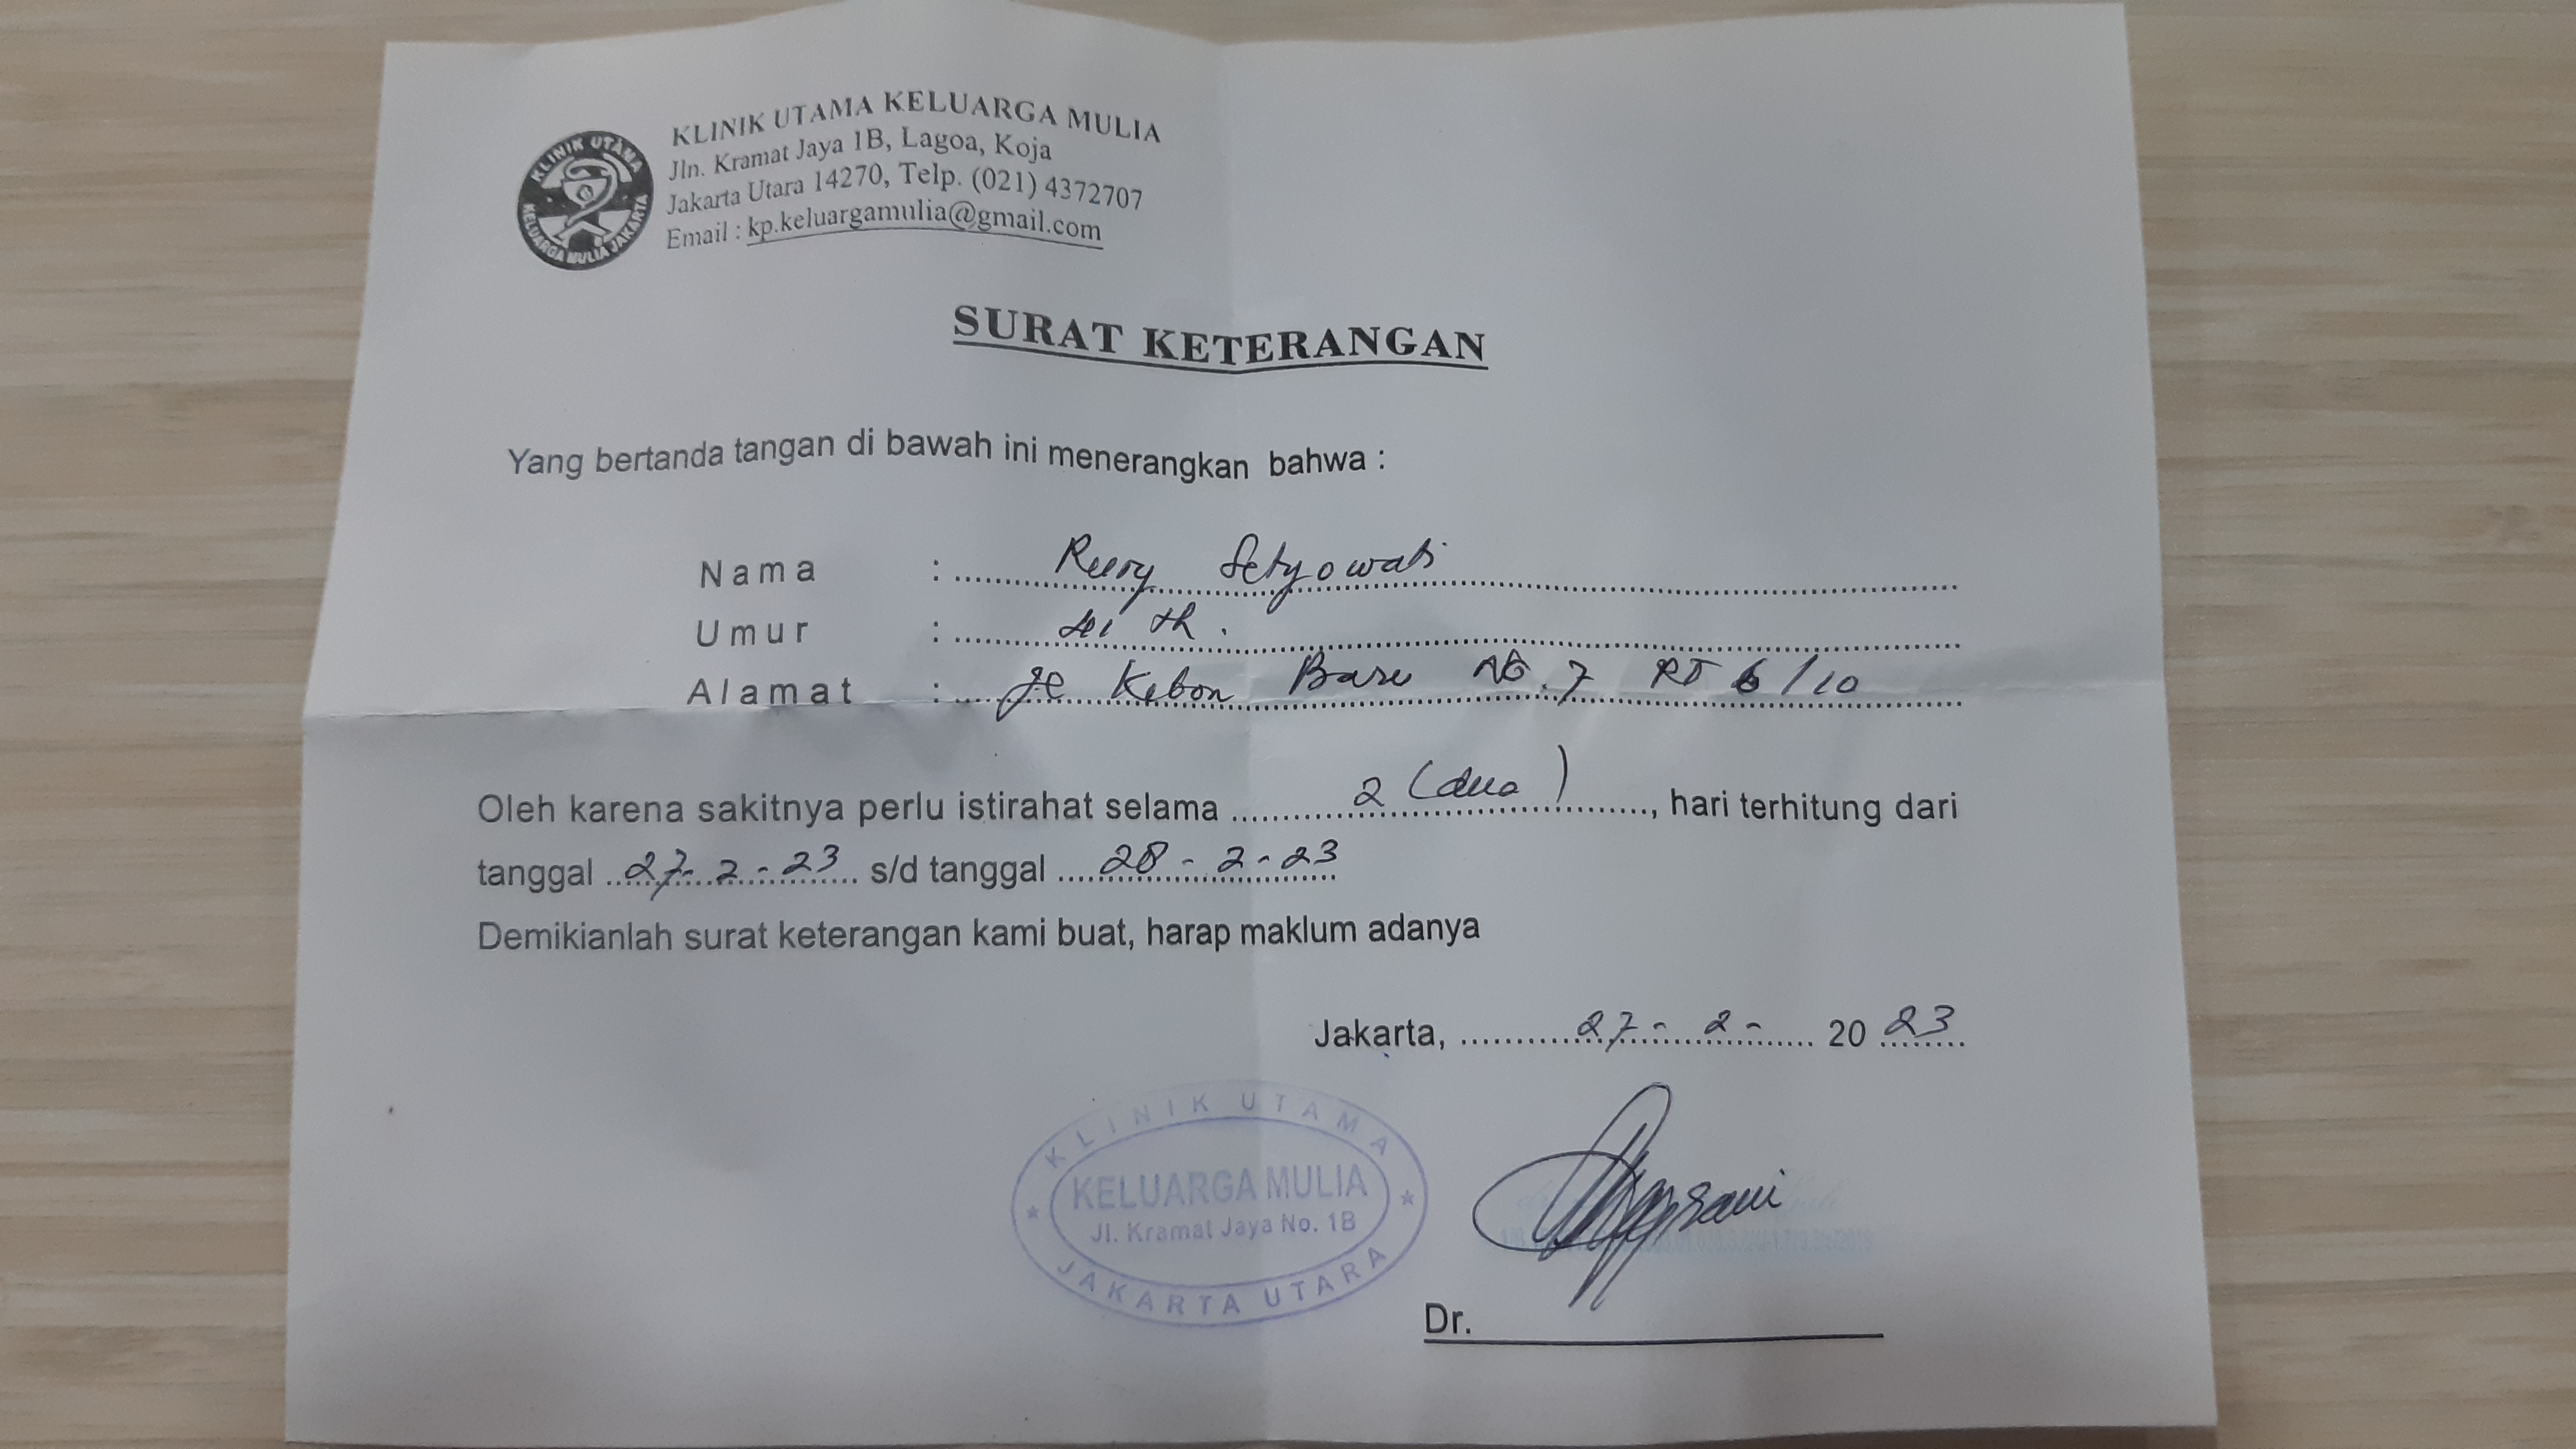 KLINIK UTAMA KELUARGA MULIA
Jln. Kramat Jaya 1B, Lagoa, Koja
Jakarta Utara 14270, Telp. (021) 4372707
Email : kp.keluargamulia@gmail.com
KLINIK UTAMA
KELUARGA MULIA JAKARTA
SURAT KETERANGAN
Yang bertanda tangan di bawah ini menerangkan bahwa :
Nama : Rury Setyowati
Umur : 41 th.
Alamat : Jl Kebon Baru No. 7 RT 6/10
Oleh karena sakitnya perlu istirahat selama 2 (dua), hari terhitung dari
tanggal 27-2-23 s/d tanggal 28-2-23
Demikianlah surat keterangan kami buat, harap maklum adanya
Jakarta, 27-2- 2023
KLINIK UTAMA
KELUARGA MULIA
Jl. Kramat Jaya No. 1B
JAKARTA UTARA
Dr.